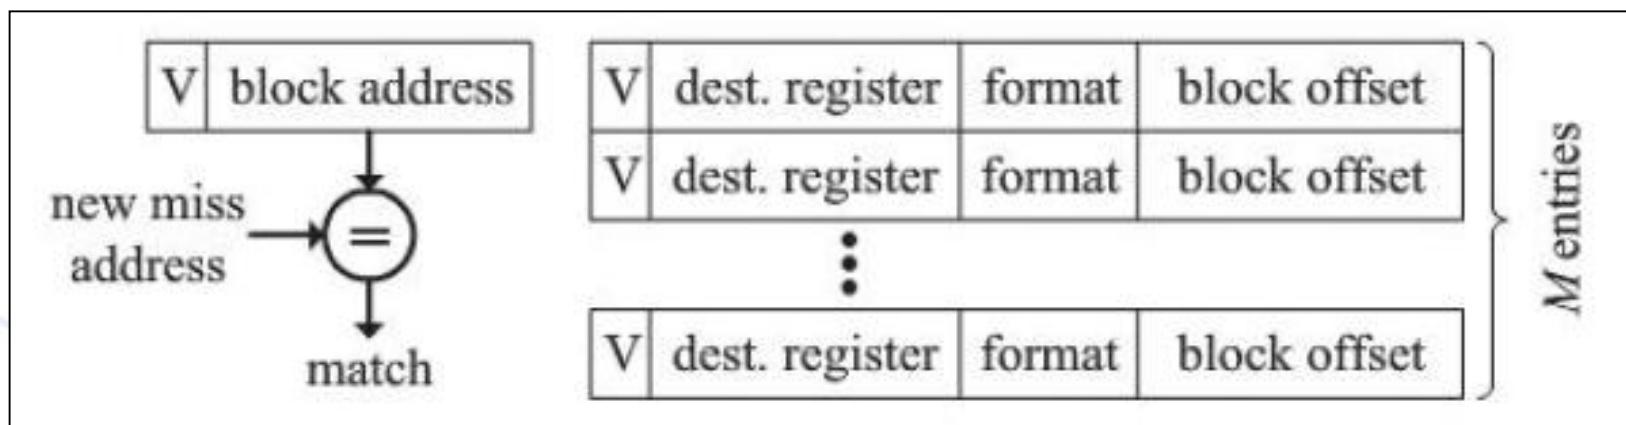 V block address
new miss
address
=
match
V dest. register format block offset
V dest. register format block offset
V dest. register format block offset
M entries